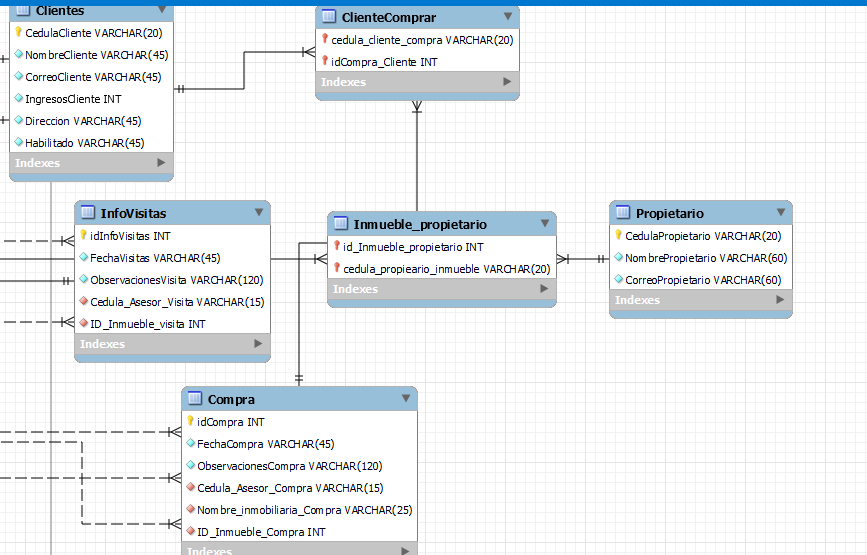 Clientes
CedulaCliente VARCHAR(20)
NombreCliente VARCHAR(45)
CorreoCliente VARCHAR(45)
IngresosCliente INT
Direccion VARCHAR(45)
Habilitado VARCHAR(45)
Indexes
ClienteComprar
cedula_cliente_compra VARCHAR(20)
idCompra_Cliente INT
Indexes
InfoVisitas
idInfoVisitas INT
FechaVisitas VARCHAR(45)
ObservacionesVisita VARCHAR(120)
Cedula_Asesor_Visita VARCHAR(15)
ID_Inmueble_visita INT
Indexes
Inmueble_propietario
id_Inmueble_propietario INT
cedula_propieario_inmueble VARCHAR(20)
Indexes
Propietario
CedulaPropietario VARCHAR(20)
NombrePropietario VARCHAR(60)
CorreoPropietario VARCHAR(60)
Indexes
Compra
idCompra INT
FechaCompra VARCHAR(45)
ObservacionesCompra VARCHAR(120)
Cedula_Asesor_Compra VARCHAR(15)
Nombre_inmobiliaria_Compra VARCHAR(25)
ID_Inmueble_Compra INT
Indexes